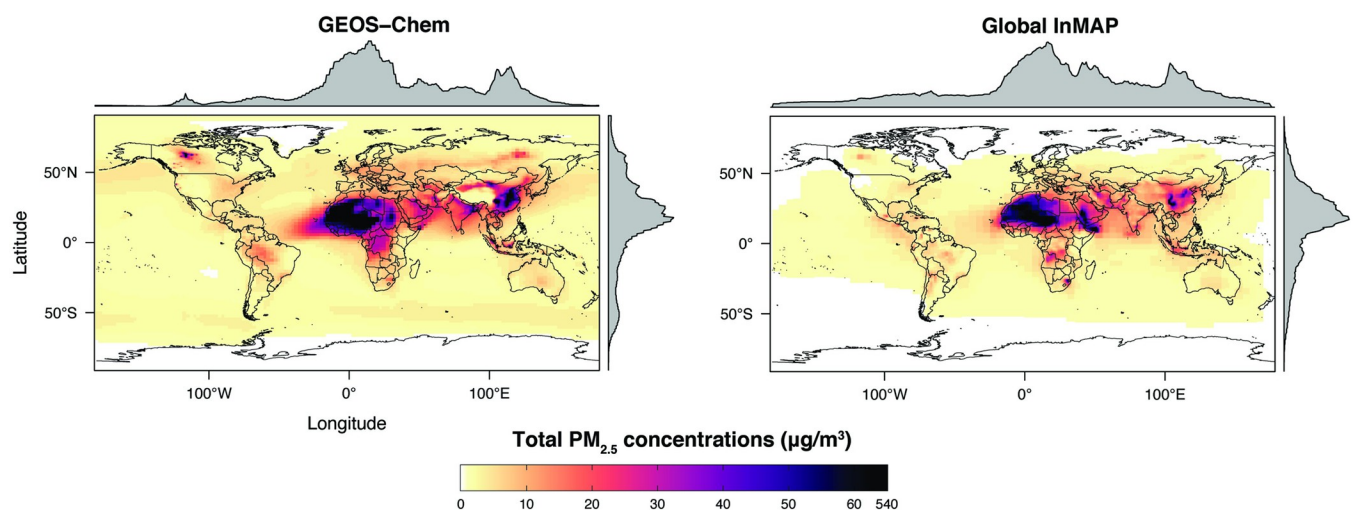 GEOS–Chem
Global InMAP
Latitude
50°N
0°
50°S
100°W 0° 100°E
Longitude
50°N
0°
50°S
100°W 0° 100°E
Total PM2.5 concentrations (μg/m³)
0 10 20 30 40 50 60 540